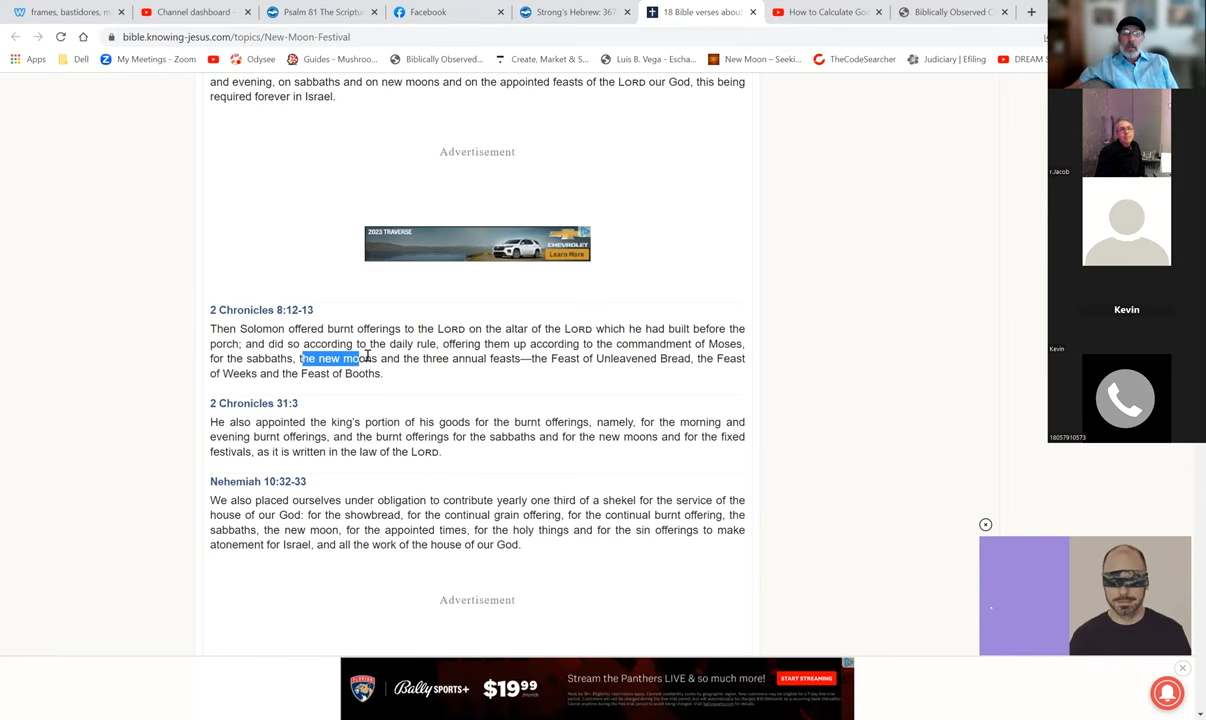 frames, bastidores, m
Channel dashboard -
Psalm 81 The Scriptur
Facebook
Strong's Hebrew: 367
18 Bible verses about
How to Calculate Go
Biblically Observed C
bible.knowing-jesus.com/topics/New-Moon-Festival
Apps
Dell
My Meetings - Zoom
Odysee
Guides - Mushroo...
Biblically Observed...
Create, Market & S...
Luis B. Vega - Escha...
New Moon – Seeki...
TheCodeSearcher
Judiciary | Efiling
DREAM S
and evening, on sabbaths and on new moons and on the appointed feasts of the LORD our God, this being
required forever in Israel.
Advertisement
2023 TRAVERSE
CHEVROLET
Learn More
2 Chronicles 8:12-13
Then Solomon offered burnt offerings to the LORD on the altar of the LORD which he had built before the
porch; and did so according to the daily rule, offering them up according to the commandment of Moses,
for the sabbaths, the new moons and the three annual feasts—the Feast of Unleavened Bread, the Feast
of Weeks and the Feast of Booths.
2 Chronicles 31:3
He also appointed the king's portion of his goods for the burnt offerings, namely, for the morning and
evening burnt offerings, and the burnt offerings for the sabbaths and for the new moons and for the fixed
festivals, as it is written in the law of the LORD.
Nehemiah 10:32-33
We also placed ourselves under obligation to contribute yearly one third of a shekel for the service of the
house of our God: for the showbread, for the continual grain offering, for the continual burnt offering, the
sabbaths, the new moon, for the appointed times, for the holy things and for the sin offerings to make
atonement for Israel, and all the work of the house of our God.
Advertisement
r.Jacob
Kevin
Kevin
18057910573
BALLY SPORTS+
$19.99
/month
Stream the Panthers LIVE & so much more!
START STREAMING